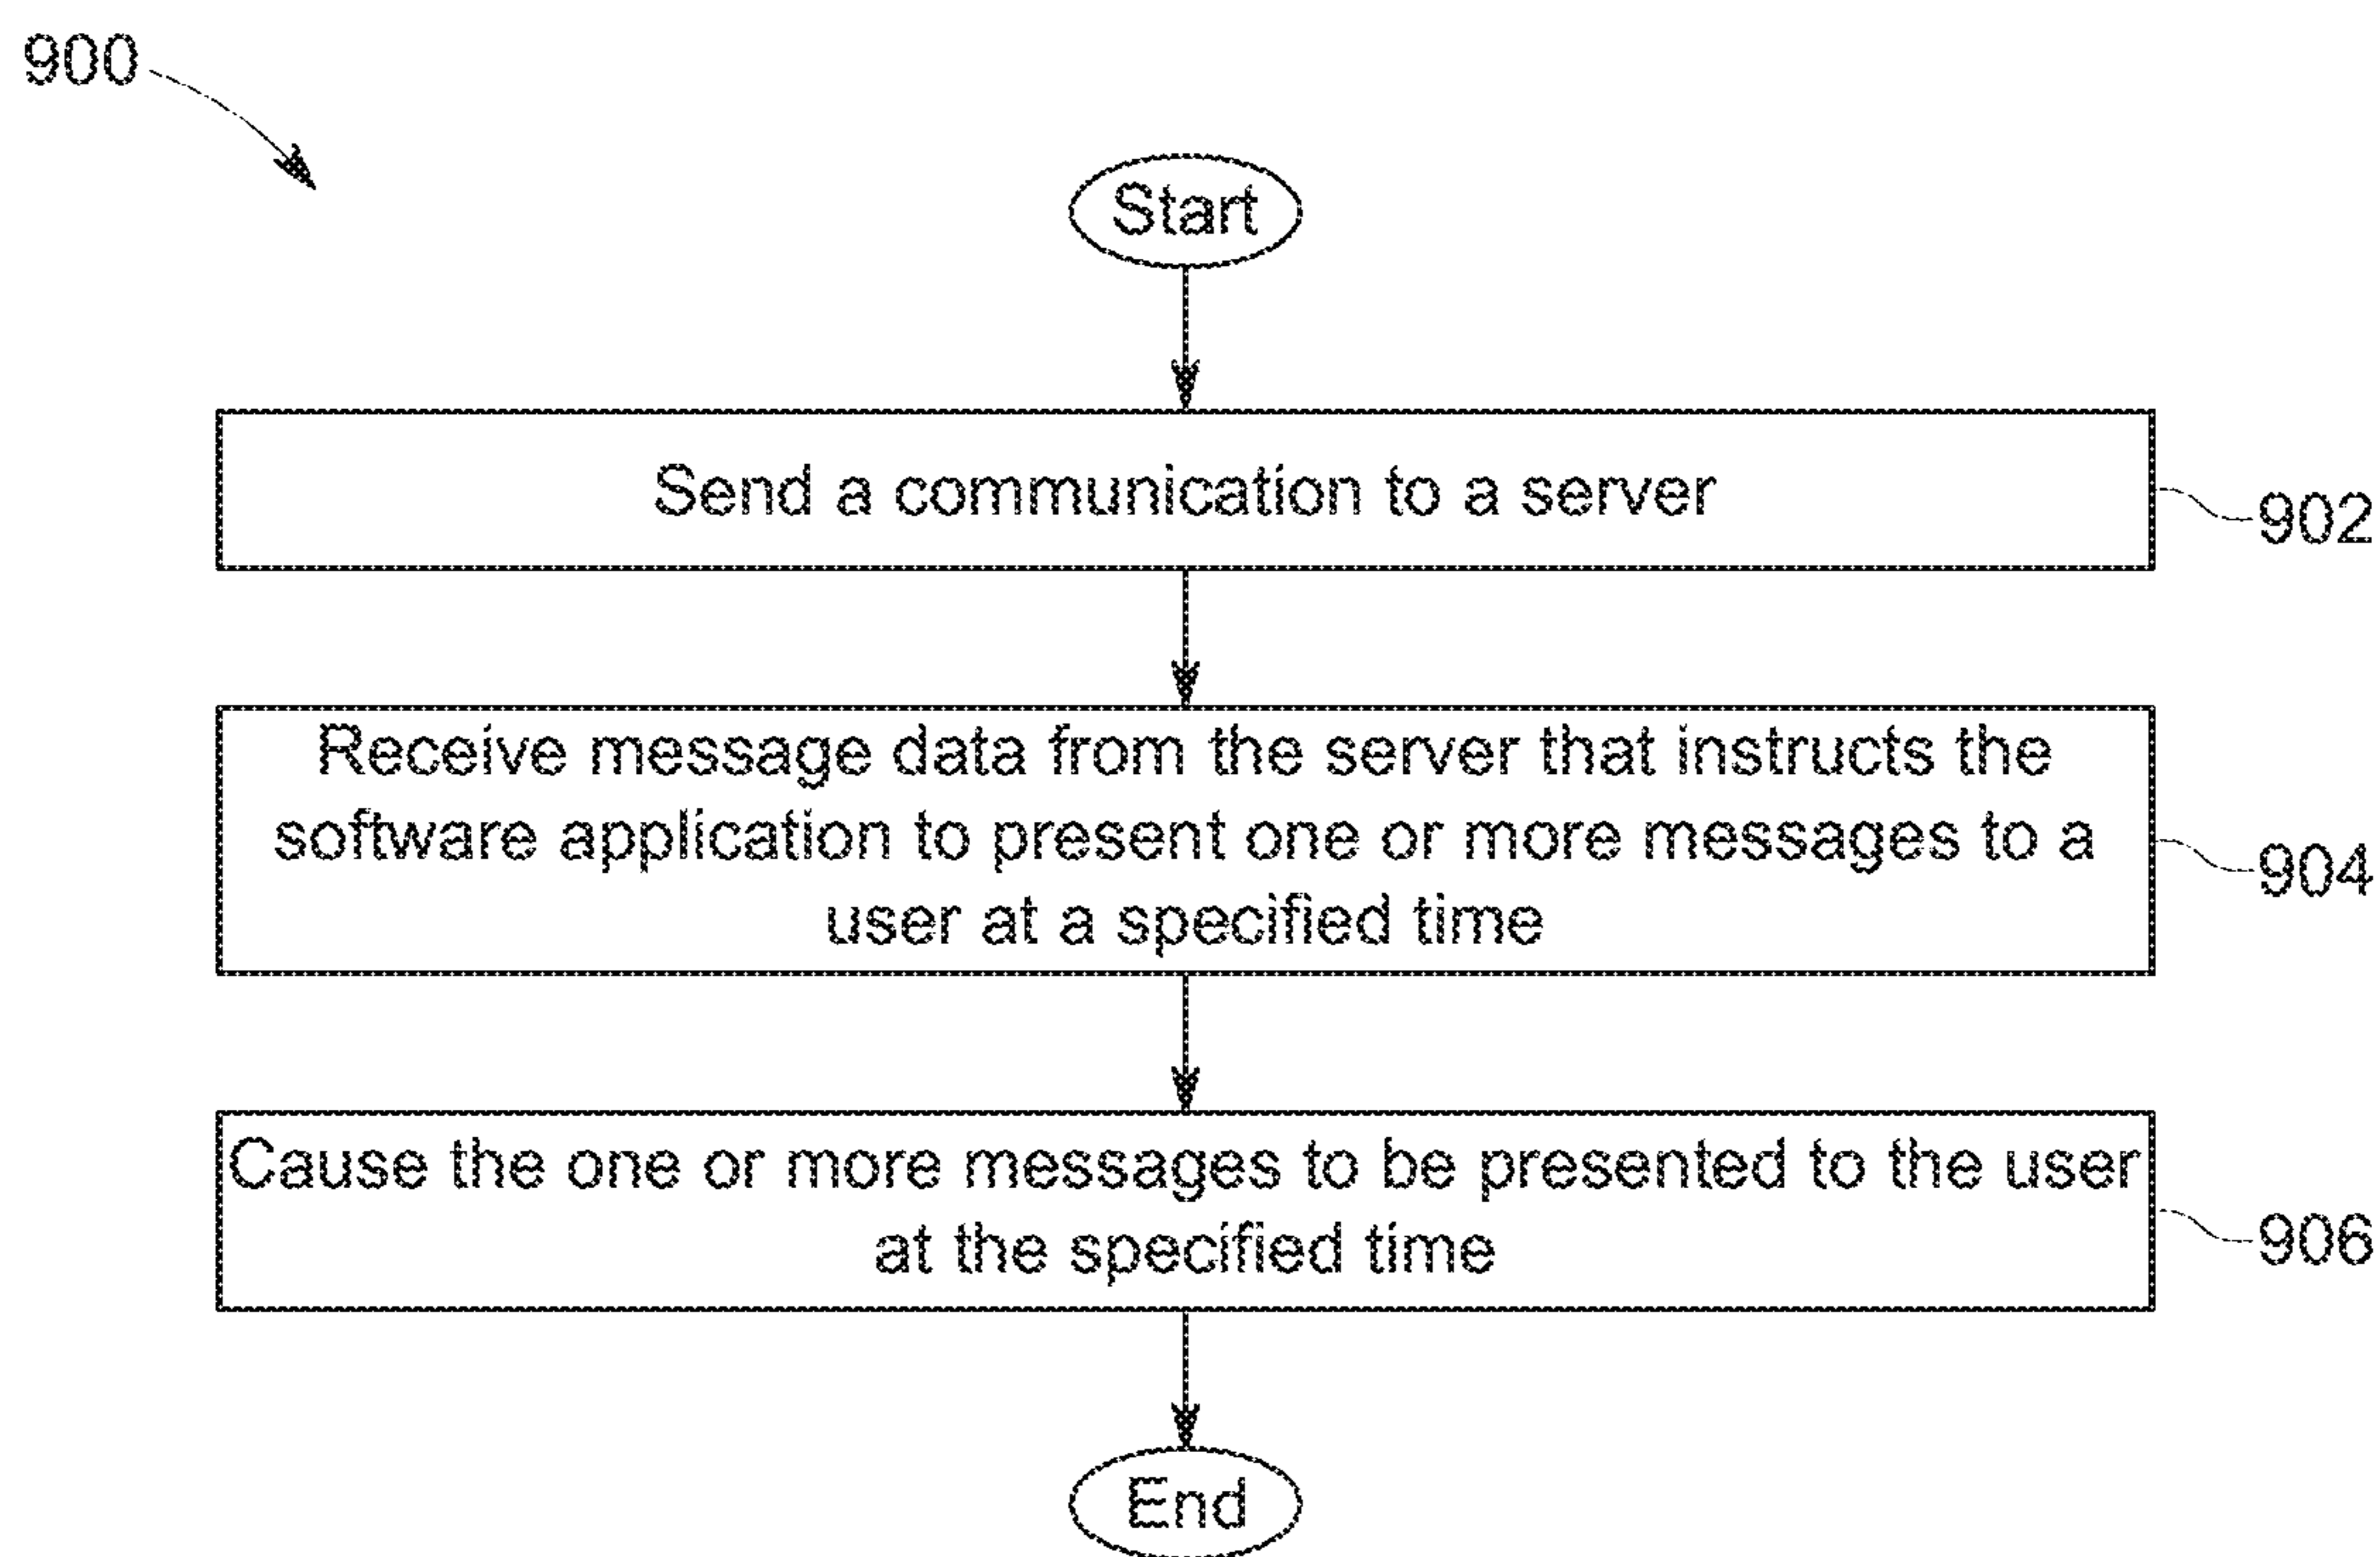 900
Start
Send a communication to a server
902
Receive message data from the server that instructs the
software application to present one or more messages to a
user at a specified time
904
Cause the one or more messages to be presented to the user
at the specified time
906
End